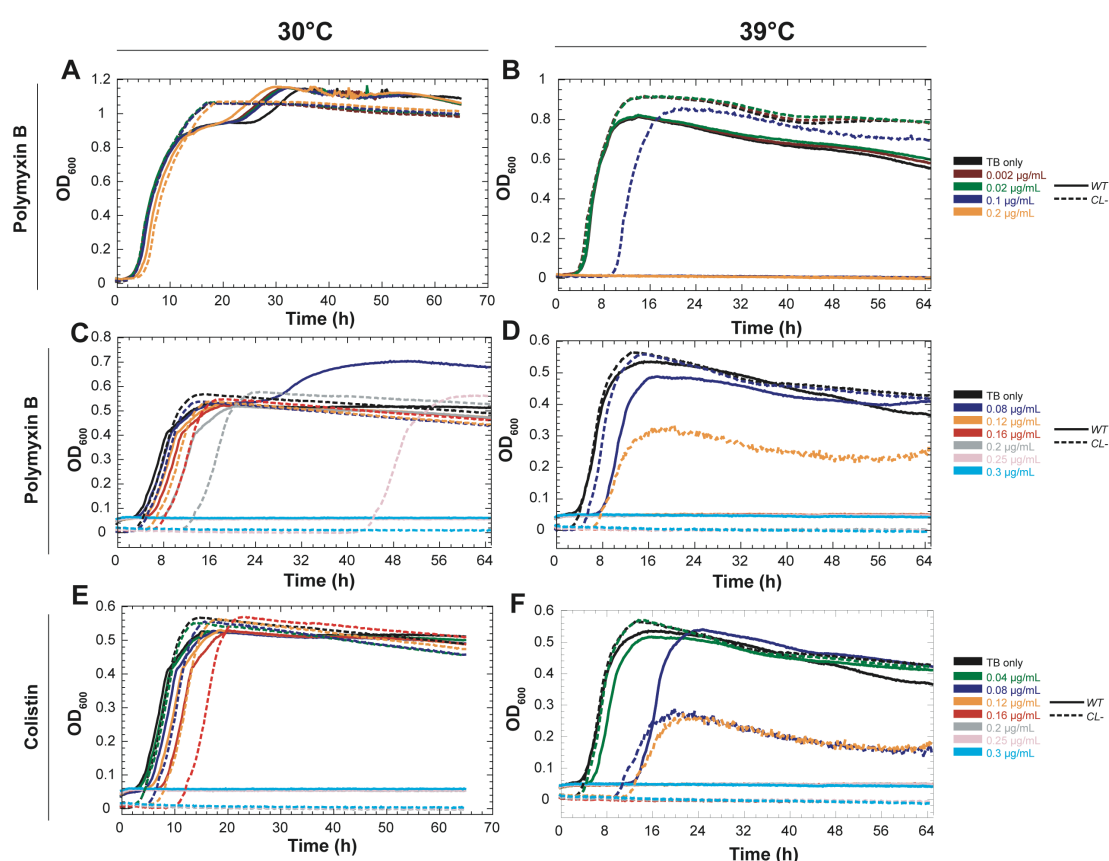 30°C
39°C
Polymyxin B
A
OD600
1.2
1
0.8
0.6
0.4
0.2
0
0 10 20 30 40 50 60 70
Time (h)
B
OD600
1
0.8
0.6
0.4
0.2
0
0 8 16 24 32 40 48 56 64
Time (h)
TB only
0.002 µg/mL
0.02 µg/mL
0.1 µg/mL
0.2 µg/mL
WT
CL-
Polymyxin B
C
OD600
0.8
0.7
0.6
0.5
0.4
0.3
0.2
0.1
0
0 8 16 24 32 40 48 56 64
Time (h)
D
OD600
0.6
0.5
0.4
0.3
0.2
0.1
0
0 8 16 24 32 40 48 56 64
Time (h)
TB only
0.08 µg/mL
0.12 µg/mL
0.16 µg/mL
0.2 µg/mL
0.25 µg/mL
0.3 µg/mL
WT
CL-
Colistin
E
OD600
0.6
0.5
0.4
0.3
0.2
0.1
0
0 10 20 30 40 50 60 70
Time (h)
F
OD600
0.6
0.5
0.4
0.3
0.2
0.1
0
0 8 16 24 32 40 48 56 64
Time (h)
TB only
0.04 µg/mL
0.08 µg/mL
0.12 µg/mL
0.16 µg/mL
0.2 µg/mL
0.25 µg/mL
0.3 µg/mL
WT
CL-